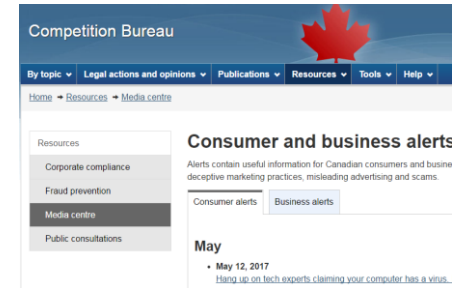 Competition Bureau
By topic Legal actions and opinions Publications Resources Tools Help
Home ➔ Resources ➔ Media centre
Resources
Corporate compliance
Fraud prevention
Media centre
Public consultations
Consumer and business alerts
Alerts contain useful information for Canadian consumers and
deceptive marketing practices, misleading advertising and scams.
Consumer alerts Business alerts
May
• May 12, 2017
Hang up on tech experts claiming your computer has a virus.